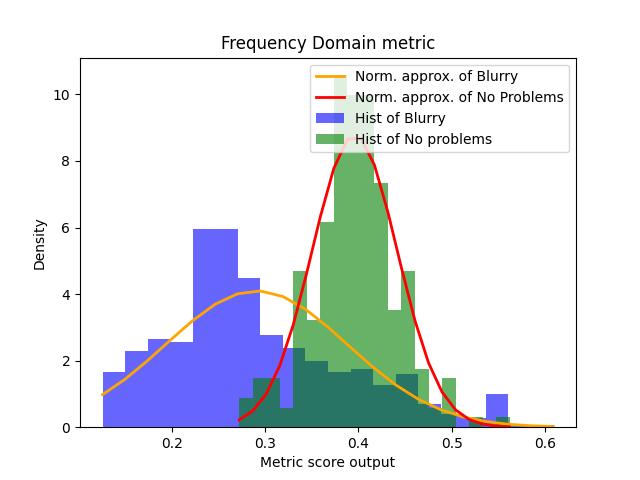 Frequency Domain metric
Norm. approx. of Blurry
Norm. approx. of No Problems
Hist of Blurry
Hist of No problems
10
8
6
4
2
0
Density
0.2 0.3 0.4 0.5 0.6
Metric score output